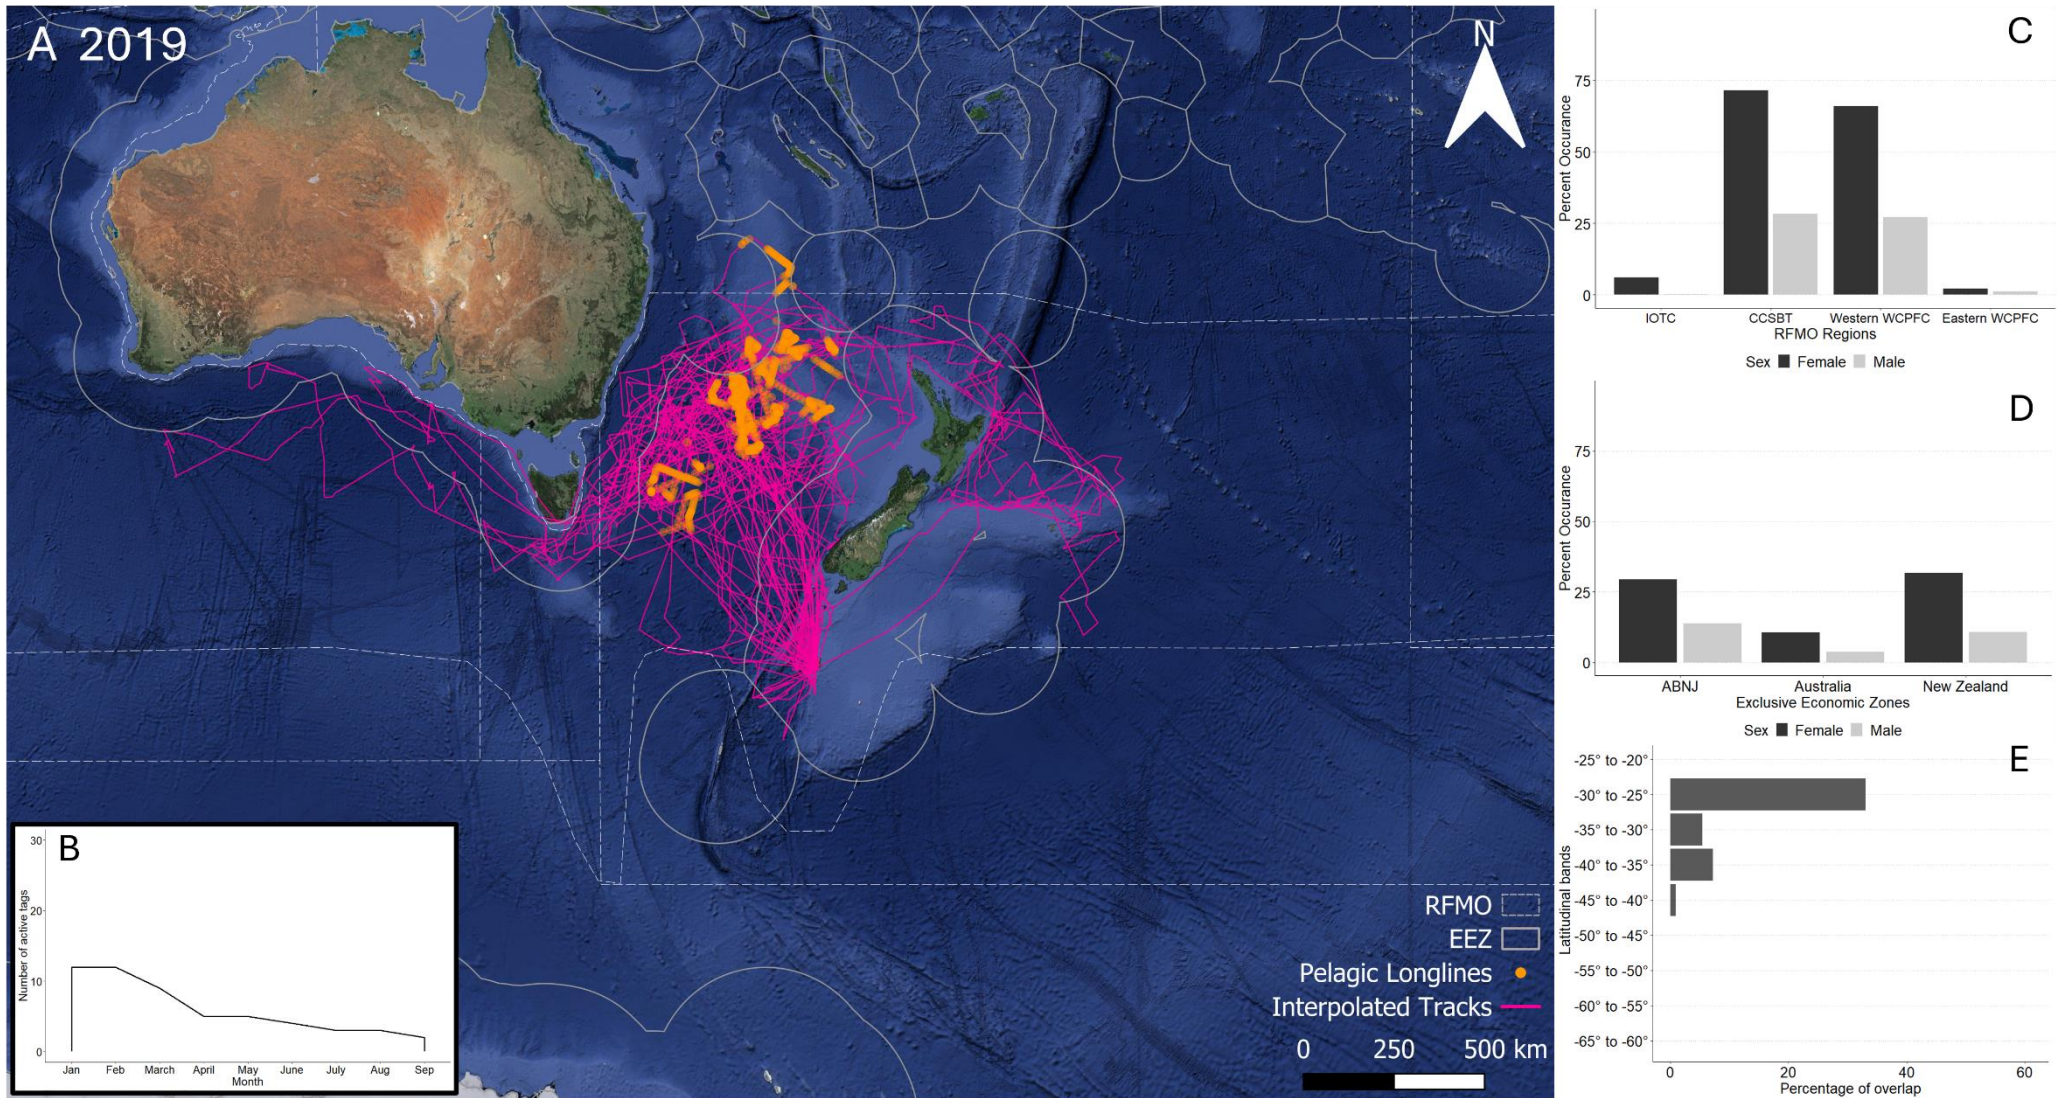 A 2019
N
RFMO
EEZ
Pelagic Longlines
Interpolated Tracks
0 250 500 km
B
Number of active tags
30
20
10
0
Jan Feb March April May June July Aug Sep
Month
C
Percent Occurance
75
50
25
0
IOTC CCSBT Western WCPFC Eastern WCPFC
RFMO Regions
Sex Female Male
D
Percent Occurance
75
50
25
0
ABNJ Australia New Zealand
Exclusive Economic Zones
Sex Female Male
E
Latitudinal bands
-25° to -20°
-30° to -25°
-35° to -30°
-40° to -35°
-45° to -40°
-50° to -45°
-55° to -50°
-60° to -55°
-65° to -60°
0 20 40 60
Percentage of overlap